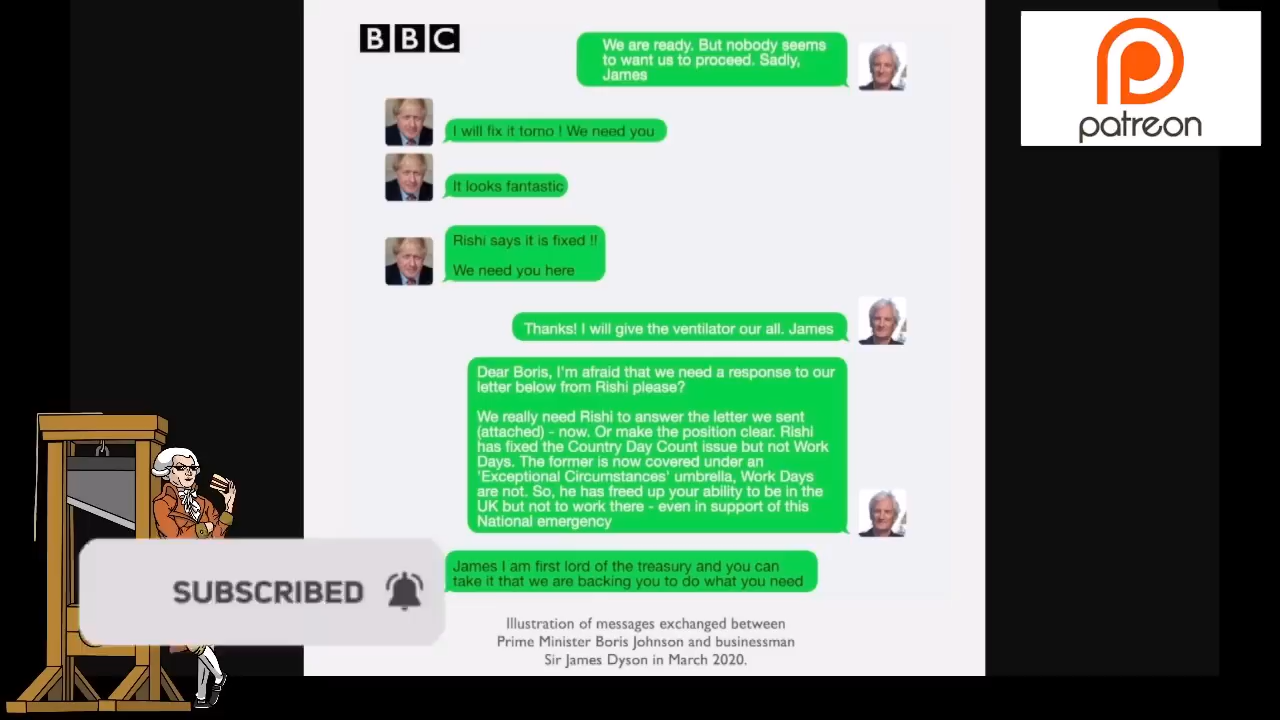 BBC
patreon
We are ready. But nobody seems
to want us to proceed. Sadly,
James
I will fix it tomo ! We need you
It looks fantastic
Rishi says it is fixed !!
We need you here
Thanks! I will give the ventilator our all. James
Dear Boris, I'm afraid that we need a response to our
letter below from Rishi please?
We really need Rishi to answer the letter we sent
(attached) - now. Or make the position clear. Rishi
has fixed the Country Day Count issue but not Work
Days. The former is now covered under an
'Exceptional Circumstances' umbrella, Work Days
are not. So, he has freed up your ability to be in the
UK but not to work there - even in support of this
National emergency
James I am first lord of the treasury and you can
take it that we are backing you to do what you need
SUBSCRIBED
Illustration of messages exchanged between
Prime Minister Boris Johnson and businessman
Sir James Dyson in March 2020.